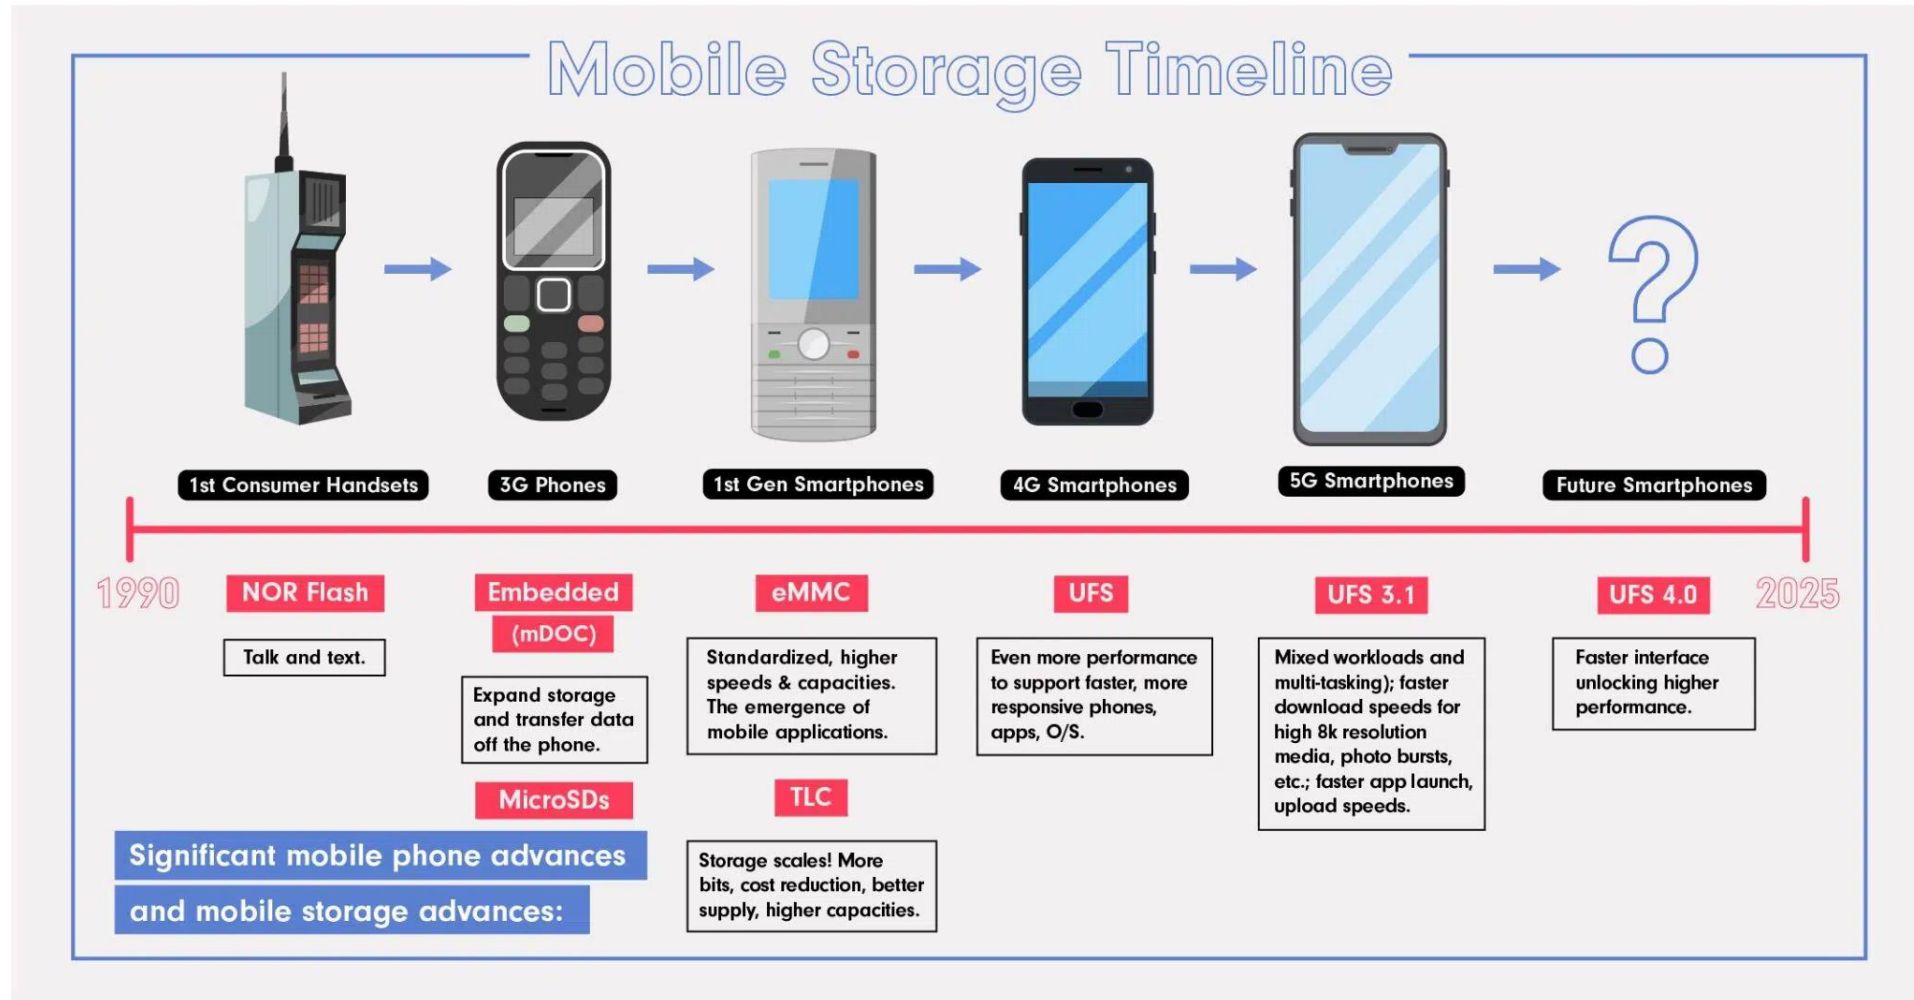 Mobile Storage Timeline
1st Consumer Handsets
3G Phones
1st Gen Smartphones
4G Smartphones
5G Smartphones
Future Smartphones
1990
2025
NOR Flash
Talk and text.
Embedded
(mDOC)
Expand storage
and transfer data
off the phone.
MicroSDs
eMMC
Standardized, higher
speeds & capacities.
The emergence of
mobile applications.
TLC
Storage scales! More
bits, cost reduction, better
supply, higher capacities.
UFS
Even more performance
to support faster, more
responsive phones,
apps, O/S.
UFS 3.1
Mixed workloads and
multi-tasking); faster
download speeds for
high 8k resolution
media, photo bursts,
etc.; faster app launch,
upload speeds.
UFS 4.0
Faster interface
unlocking higher
performance.
Significant mobile phone advances
and mobile storage advances: